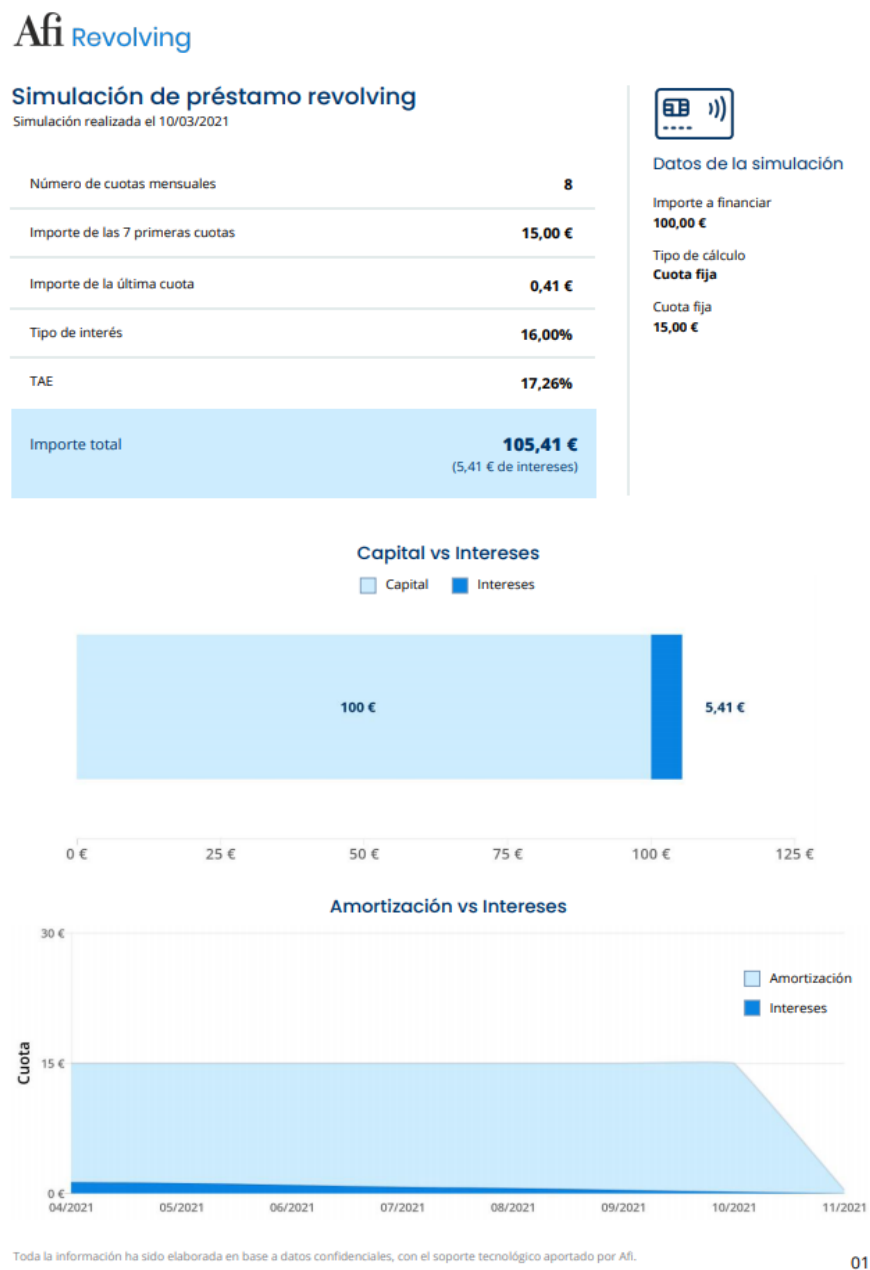 Afi Revolving
Simulación de préstamo revolving
Simulación realizada el 10/03/2021
Número de cuotas mensuales 8
Importe de las 7 primeras cuotas 15,00 €
Importe de la última cuota 0,41 €
Tipo de interés 16,00%
TAE 17,26%
Importe total 105,41 €
(5,41 € de intereses)
Datos de la simulación
Importe a financiar
100,00 €
Tipo de cálculo
Cuota fija
Cuota fija
15,00 €
Capital vs Intereses
Capital Intereses
100 € 5,41 €
0 € 25 € 50 € 75 € 100 € 125 €
Amortización vs Intereses
30 €
Amortización
Intereses
Cuota
15 €
0 €
04/2021 05/2021 06/2021 07/2021 08/2021 09/2021 10/2021 11/2021
Toda la información ha sido elaborada en base a datos confidenciales, con el soporte tecnológico aportado por Afi.
01